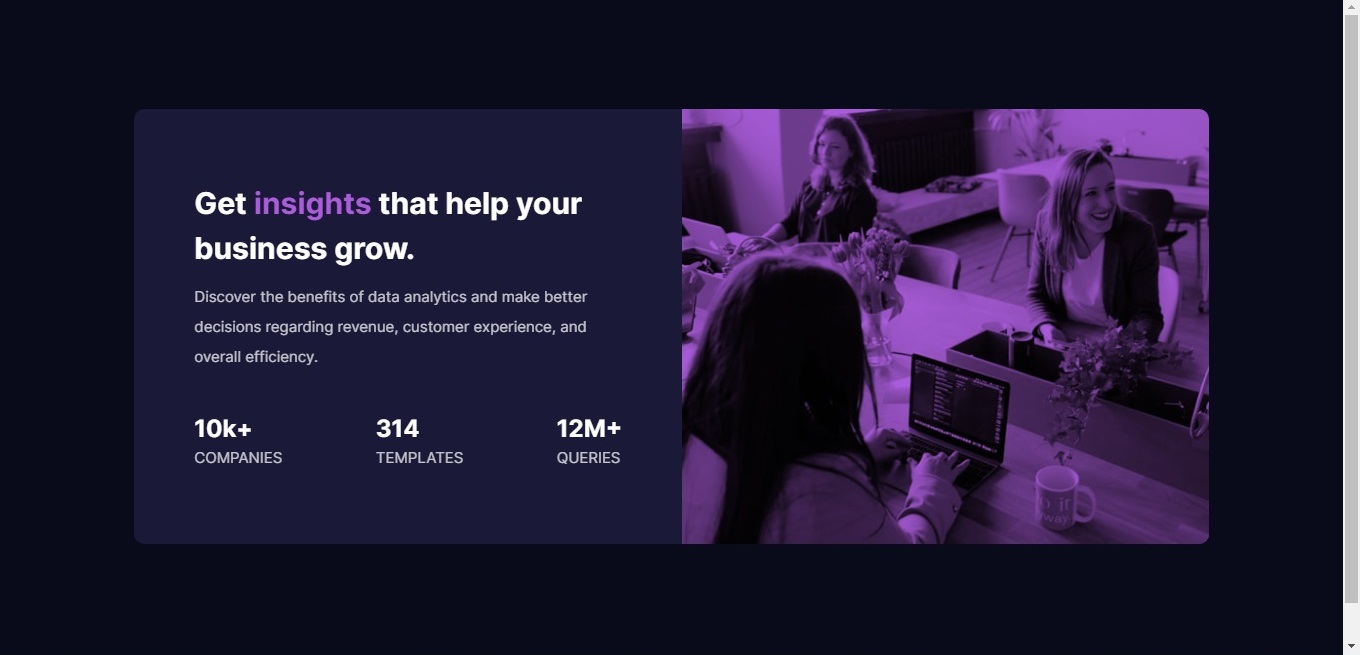 Get insights that help your
business grow.
Discover the benefits of data analytics and make better
decisions regarding revenue, customer experience, and
overall efficiency.
10k+ 314 12M+
COMPANIES TEMPLATES QUERIES